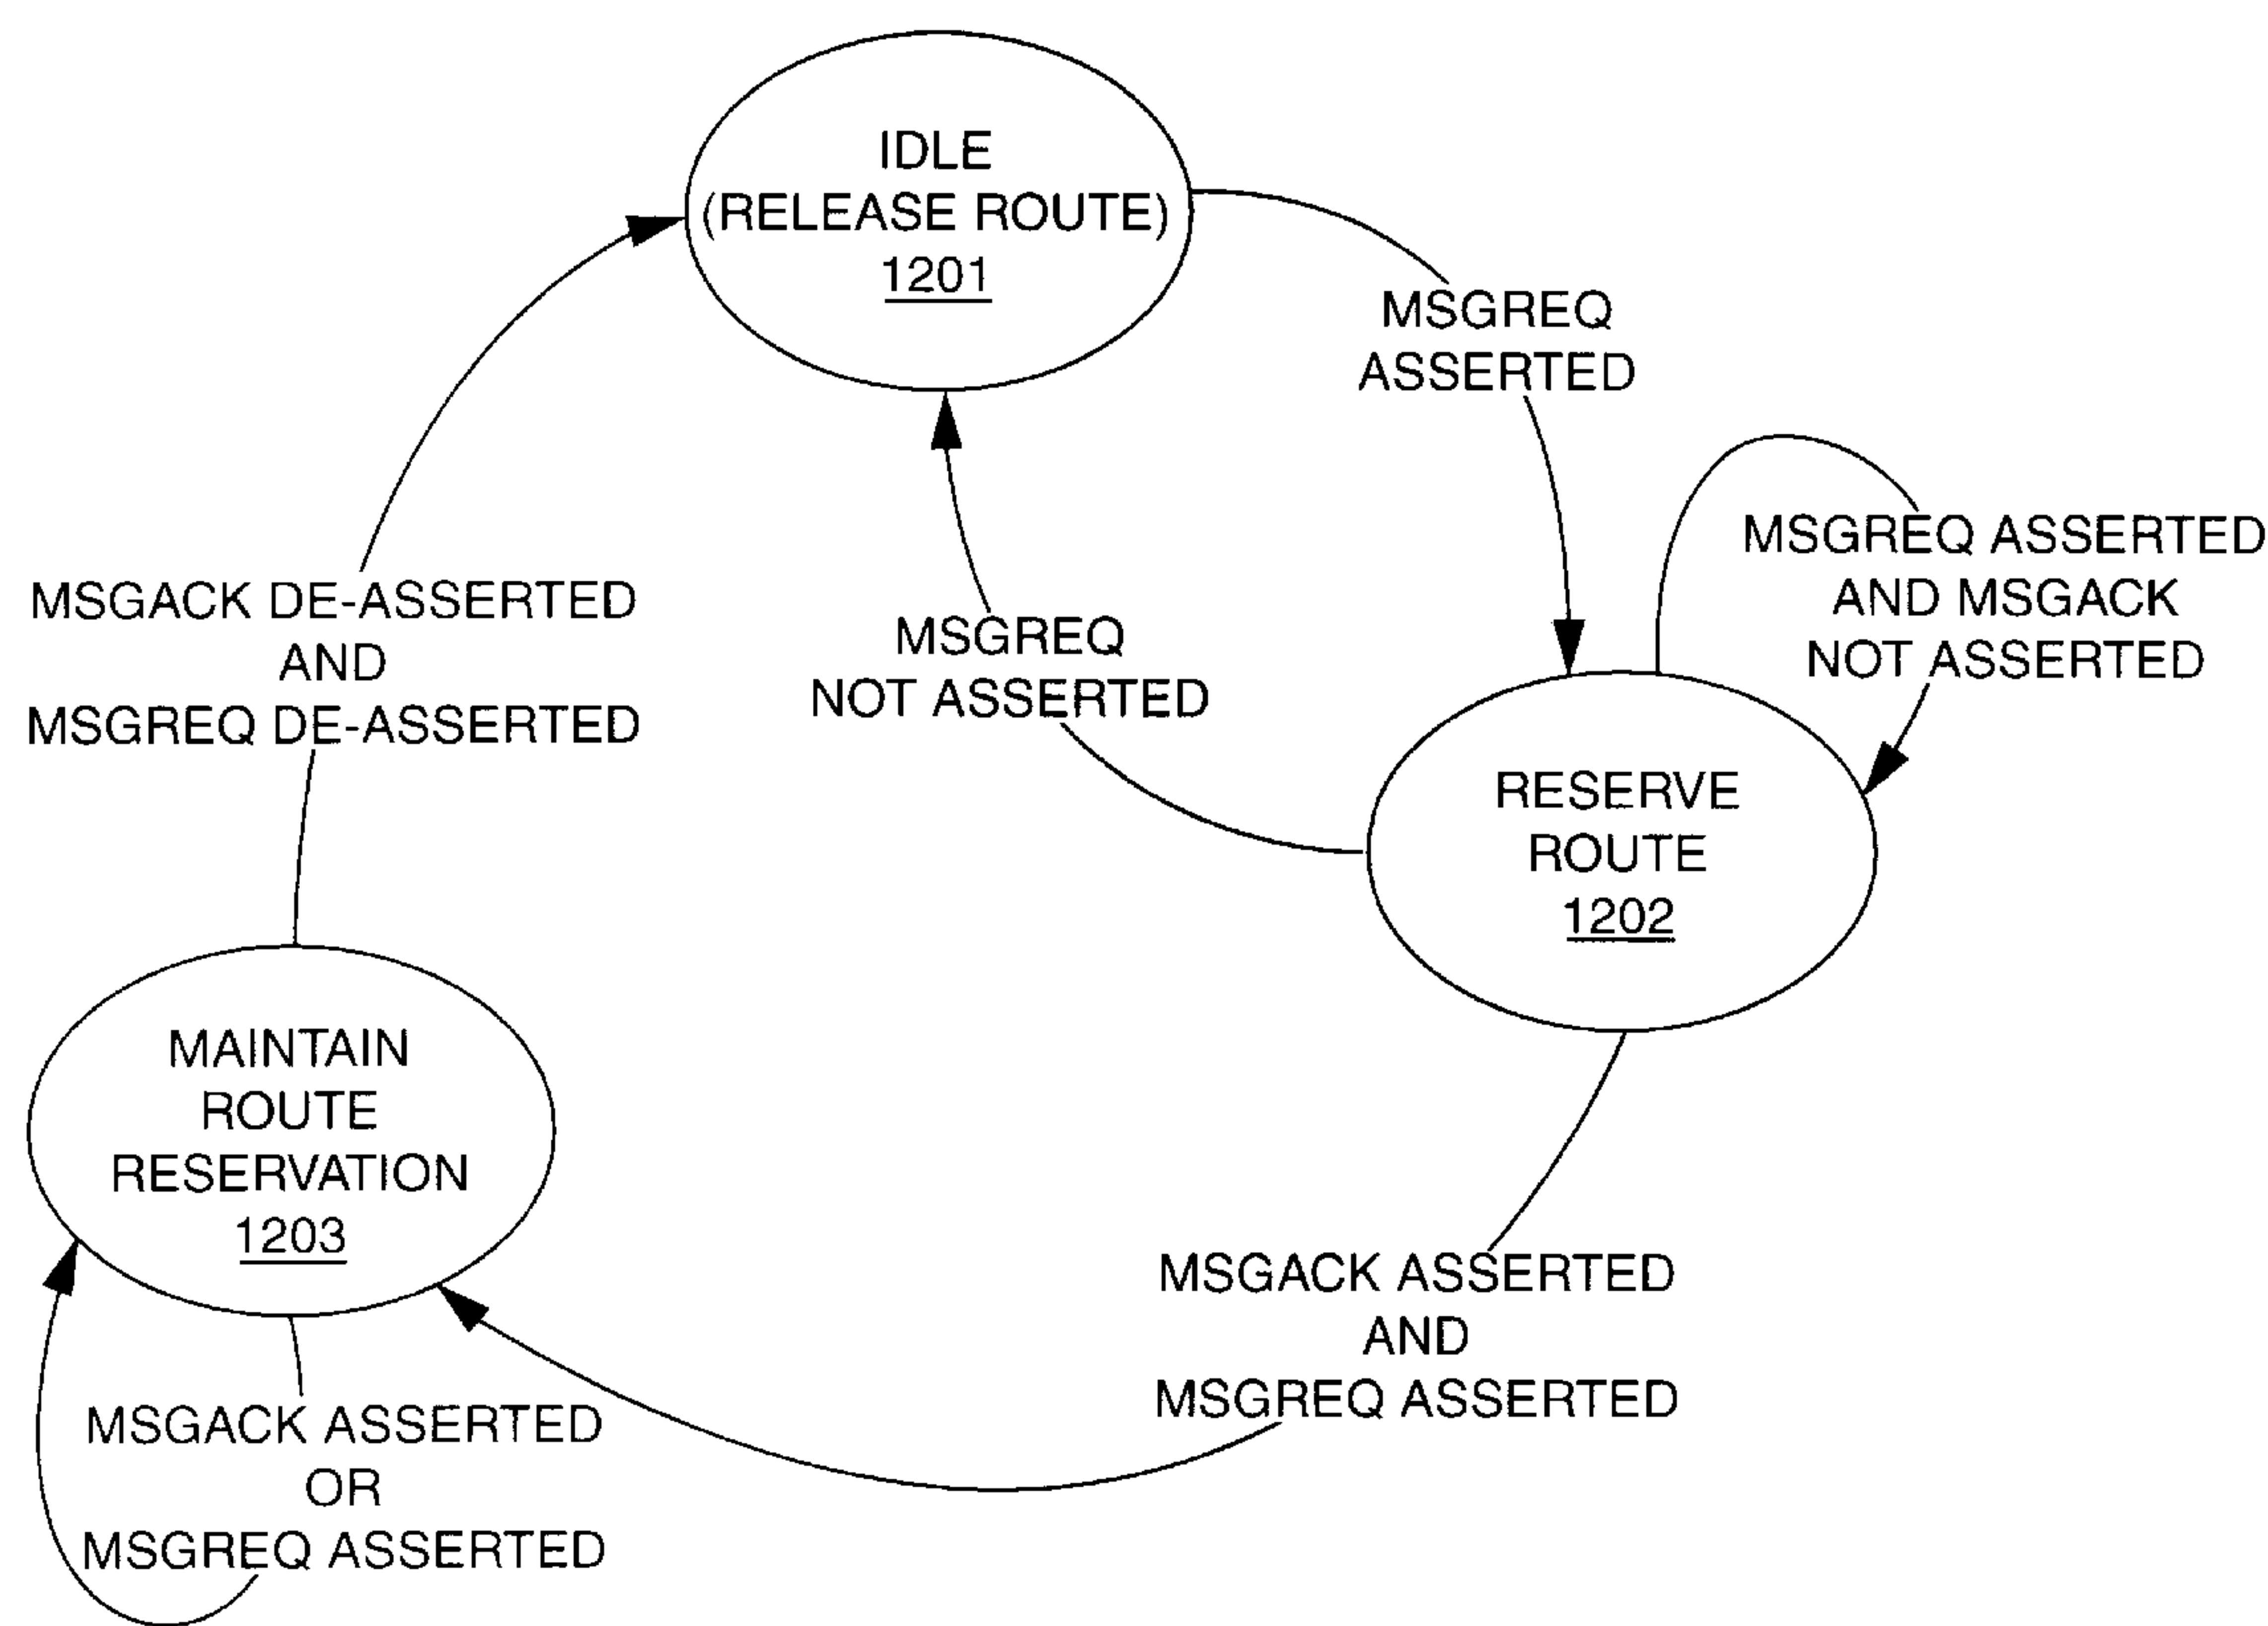 IDLE
(RELEASE ROUTE)
1201
MSGREQ
ASSERTED
MSGREQ ASSERTED
AND MSGACK
NOT ASSERTED
MSGACK DE-ASSERTED
AND
MSGREQ DE-ASSERTED
MSGREQ
NOT ASSERTED
RESERVE
ROUTE
1202
MAINTAIN
ROUTE
RESERVATION
1203
MSGACK ASSERTED
AND
MSGREQ ASSERTED
MSGACK ASSERTED
OR
MSGREQ ASSERTED